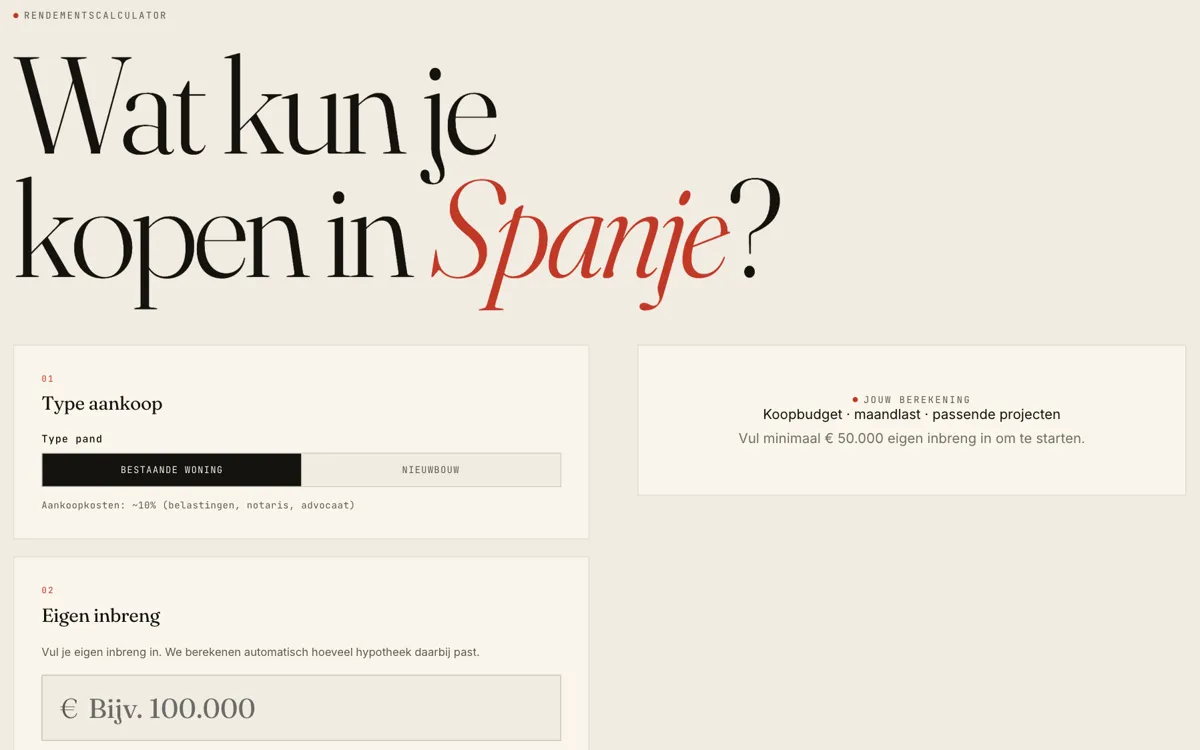 RENDEMENTSCALCULATOR
Wat kun je
kopen in Spanje?
01
Type aankoop
Type pand
BESTAANDE WONING
NIEUWBOUW
Aankoopkosten: ~10% (belastingen, notaris, advocaat)
02
Eigen inbreng
Vul je eigen inbreng in. We berekenen automatisch hoeveel hypotheek daarbij past.
€ Bijv. 100.000
JOUW BEREKENING
Koopbudget · maandlast · passende projecten
Vul minimaal € 50.000 eigen inbreng in om te starten.